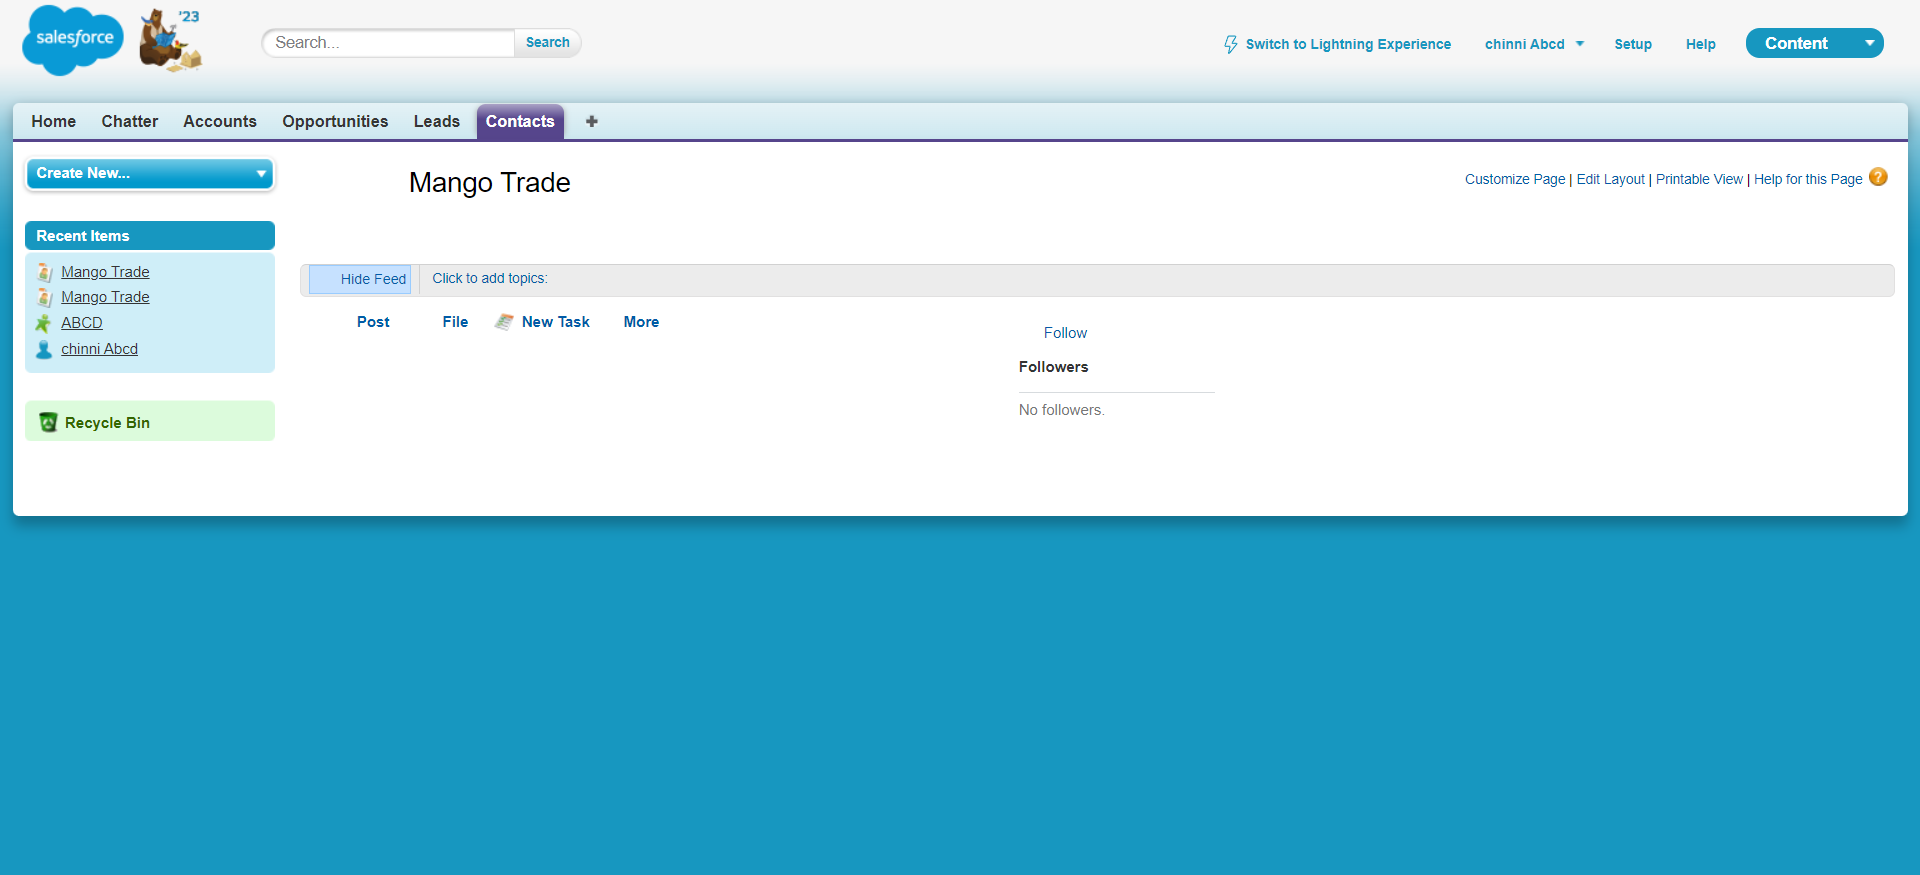 salesforce
'23
Search...
Search
Switch to Lightning Experience
chinni Abcd
Setup
Help
Content
Home
Chatter
Accounts
Opportunities
Leads
Contacts
Create New...
Mango Trade
Customize Page | Edit Layout | Printable View | Help for this Page ?
Recent Items
Mango Trade
Mango Trade
ABCD
chinni Abcd
Recycle Bin
Hide Feed
Click to add topics:
Post
File
New Task
More
Follow
Followers
No followers.